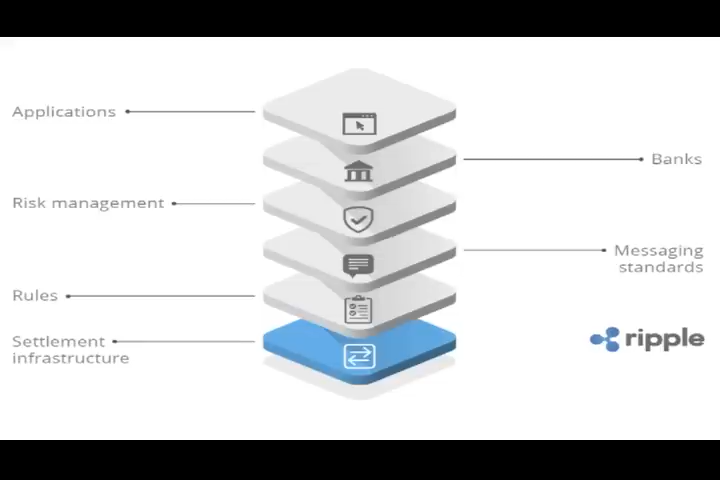 Applications
Banks
Risk management
Messaging
standards
Rules
Settlement
infrastructure
ripple